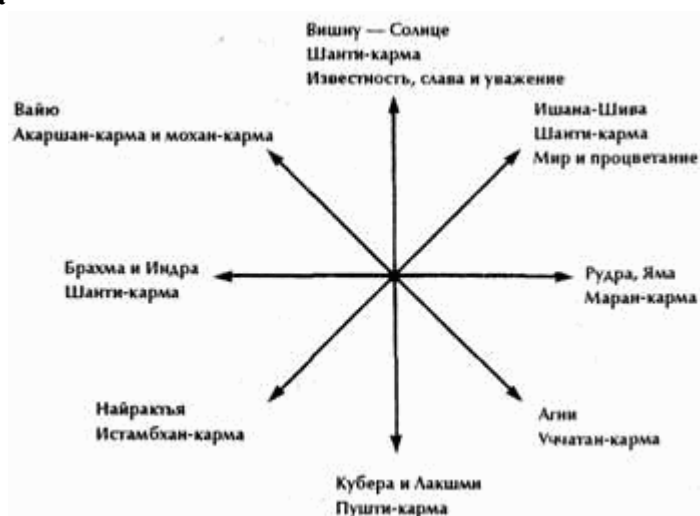 Вишну — Солнце
Шанти-карма
Известность, слава и уважение
Вайю
Акаршан-карма и мохан-карма
Ишана-Шива
Шанти-карма
Мир и процветание
Брахма и Индра
Шанти-карма
Рудра, Яма
Маран-карма
Найрактья
Истамбхан-карма
Агни
Уччатан-карма
Кубера и Лакшми
Пушти-карма